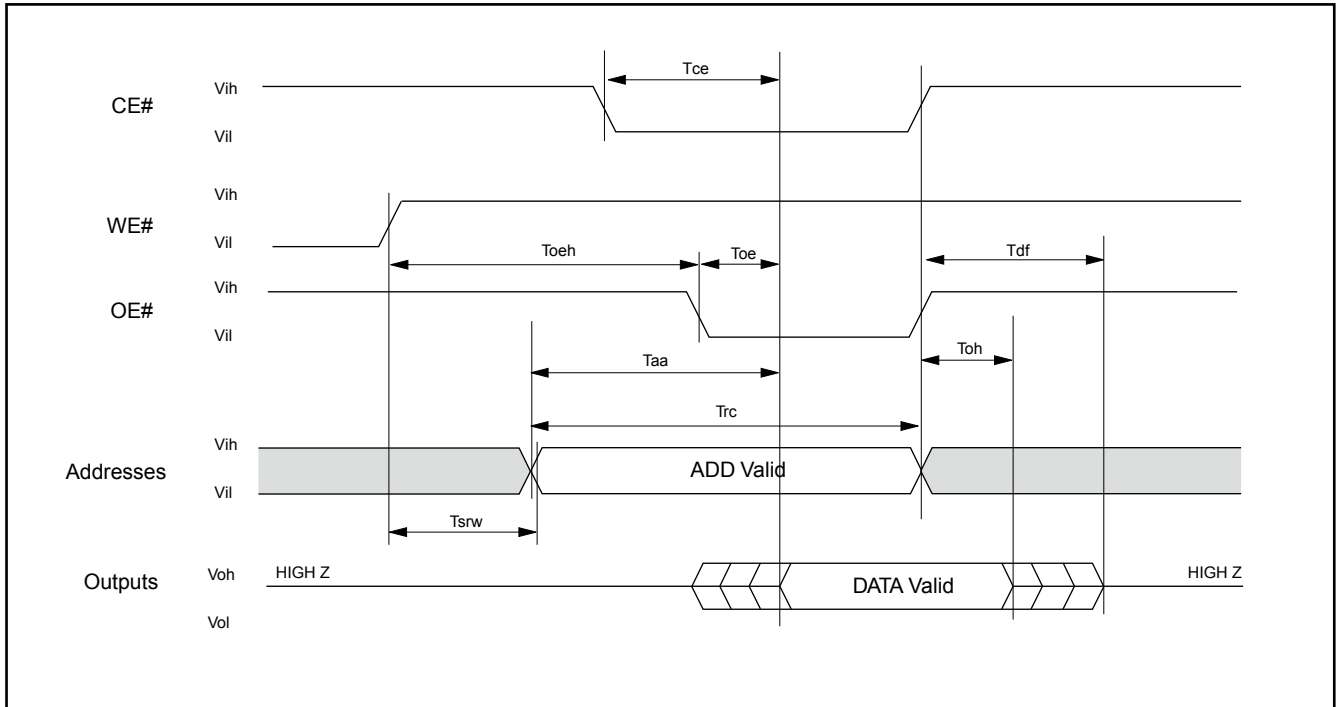 Tce
Vih
CE#
Vil
Vih
WE#
Vil
Toeh
Toe
Tdf
Vih
OE#
Vil
Taa
Toh
Trc
Vih
Addresses
ADD Valid
Vil
Tsrw
Outputs
Voh
HIGH Z
DATA Valid
HIGH Z
Vol